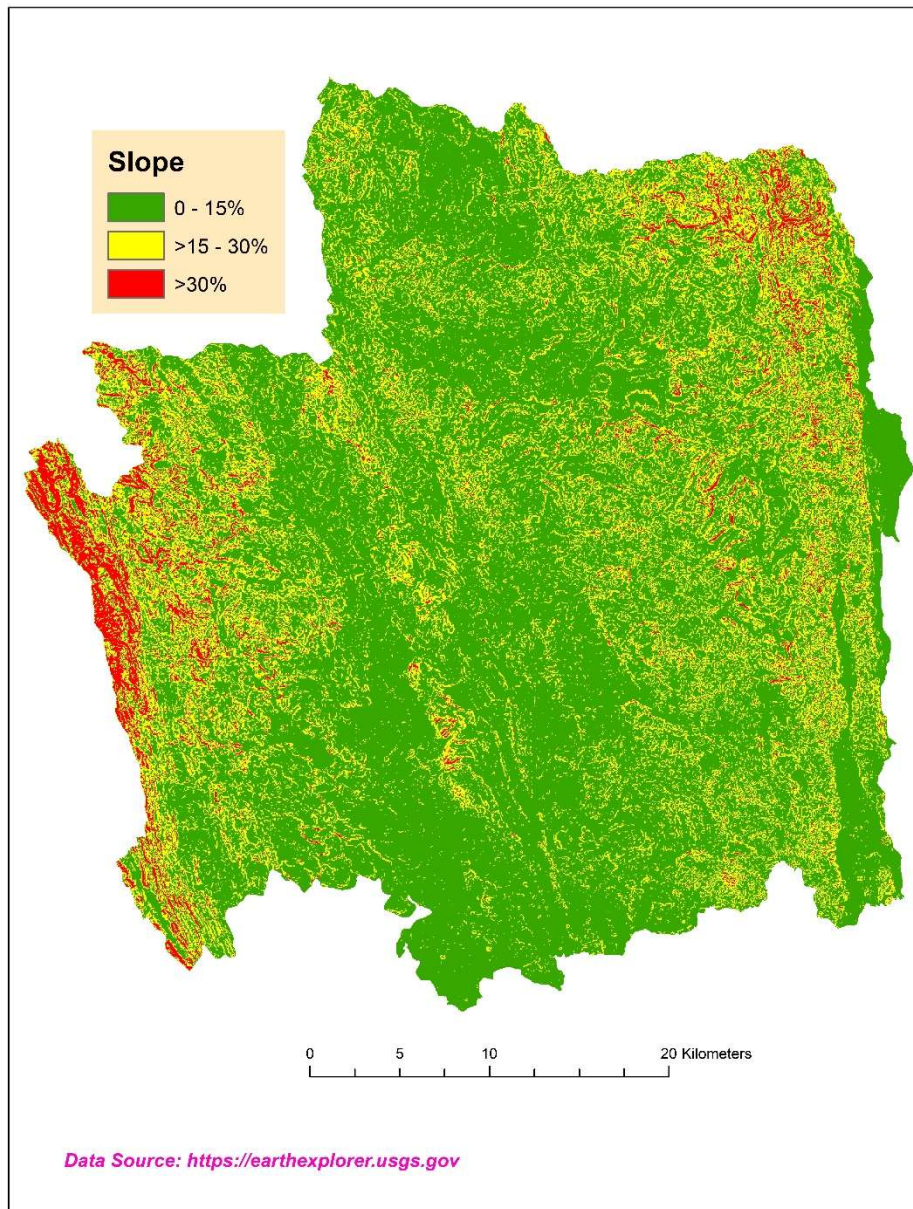 Slope
0 - 15%
>15 - 30%
>30%
0 5 10 20 Kilometers
Data Source: https://earthexplorer.usgs.gov